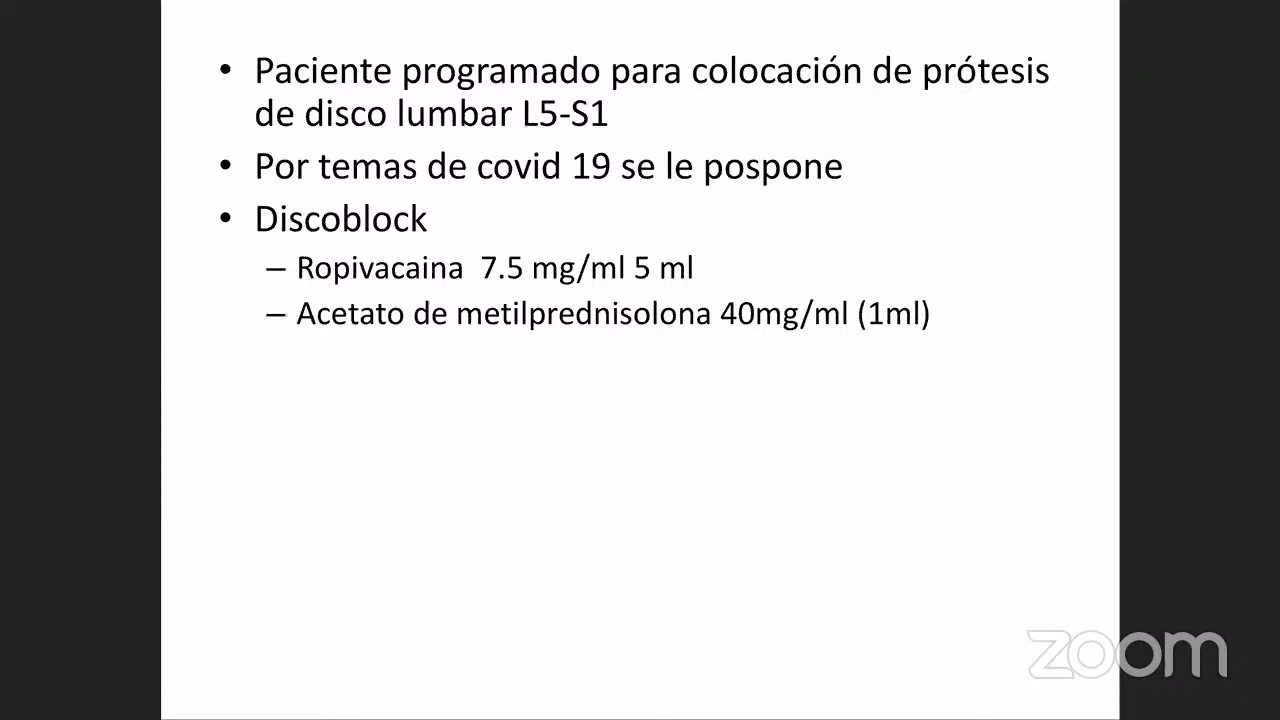 • Paciente programado para colocación de prótesis
de disco lumbar L5-S1
• Por temas de covid 19 se le pospone
• Discoblock
– Ropivacaina 7.5 mg/ml 5 ml
– Acetato de metilprednisolona 40mg/ml (1ml)
zoom